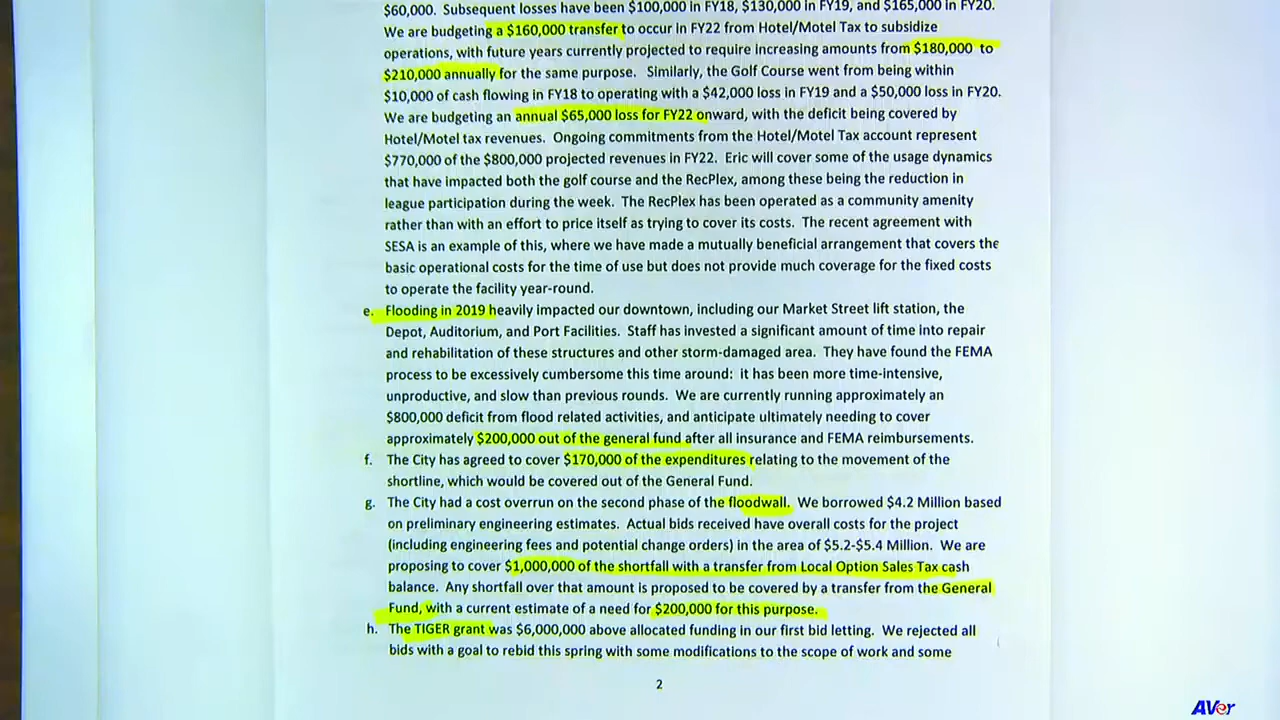 $60,000. Subsequent losses have been $100,000 in FY18, $130,000 in FY19, and $165,000 in FY20.
We are budgeting a $160,000 transfer to occur in FY22 from Hotel/Motel Tax to subsidize
operations, with future years currently projected to require increasing amounts from $180,000 to
$210,000 annually for the same purpose. Similarly, the Golf Course went from being within
$10,000 of cash flowing in FY18 to operating with a $42,000 loss in FY19 and a $50,000 loss in FY20.
We are budgeting an annual $65,000 loss for FY22 onward, with the deficit being covered by
Hotel/Motel tax revenues. Ongoing commitments from the Hotel/Motel Tax account represent
$770,000 of the $800,000 projected revenues in FY22. Eric will cover some of the usage dynamics
that have impacted both the golf course and the RecPlex, among these being the reduction in
league participation during the week. The RecPlex has been operated as a community amenity
rather than with an effort to price itself as trying to cover its costs. The recent agreement with
SESA is an example of this, where we have made a mutually beneficial arrangement that covers the
basic operational costs for the time of use but does not provide much coverage for the fixed costs
to operate the facility year-round.
e. Flooding in 2019 heavily impacted our downtown, including our Market Street lift station, the
Depot, Auditorium, and Port Facilities. Staff has invested a significant amount of time into repair
and rehabilitation of these structures and other storm-damaged area. They have found the FEMA
process to be excessively cumbersome this time around: it has been more time-intensive,
unproductive, and slow than previous rounds. We are currently running approximately an
$800,000 deficit from flood related activities, and anticipate ultimately needing to cover
approximately $200,000 out of the general fund after all insurance and FEMA reimbursements.
f. The City has agreed to cover $170,000 of the expenditures relating to the movement of the
shortline, which would be covered out of the General Fund.
g. The City had a cost overrun on the second phase of the floodwall. We borrowed $4.2 Million based
on preliminary engineering estimates. Actual bids received have overall costs for the project
(including engineering fees and potential change orders) in the area of $5.2-$5.4 Million. We are
proposing to cover $1,000,000 of the shortfall with a transfer from Local Option Sales Tax cash
balance. Any shortfall over that amount is proposed to be covered by a transfer from the General
Fund, with a current estimate of a need for $200,000 for this purpose.
h. The TIGER grant was $6,000,000 above allocated funding in our first bid letting. We rejected all
bids with a goal to rebid this spring with some modifications to the scope of work and some
2
AVer